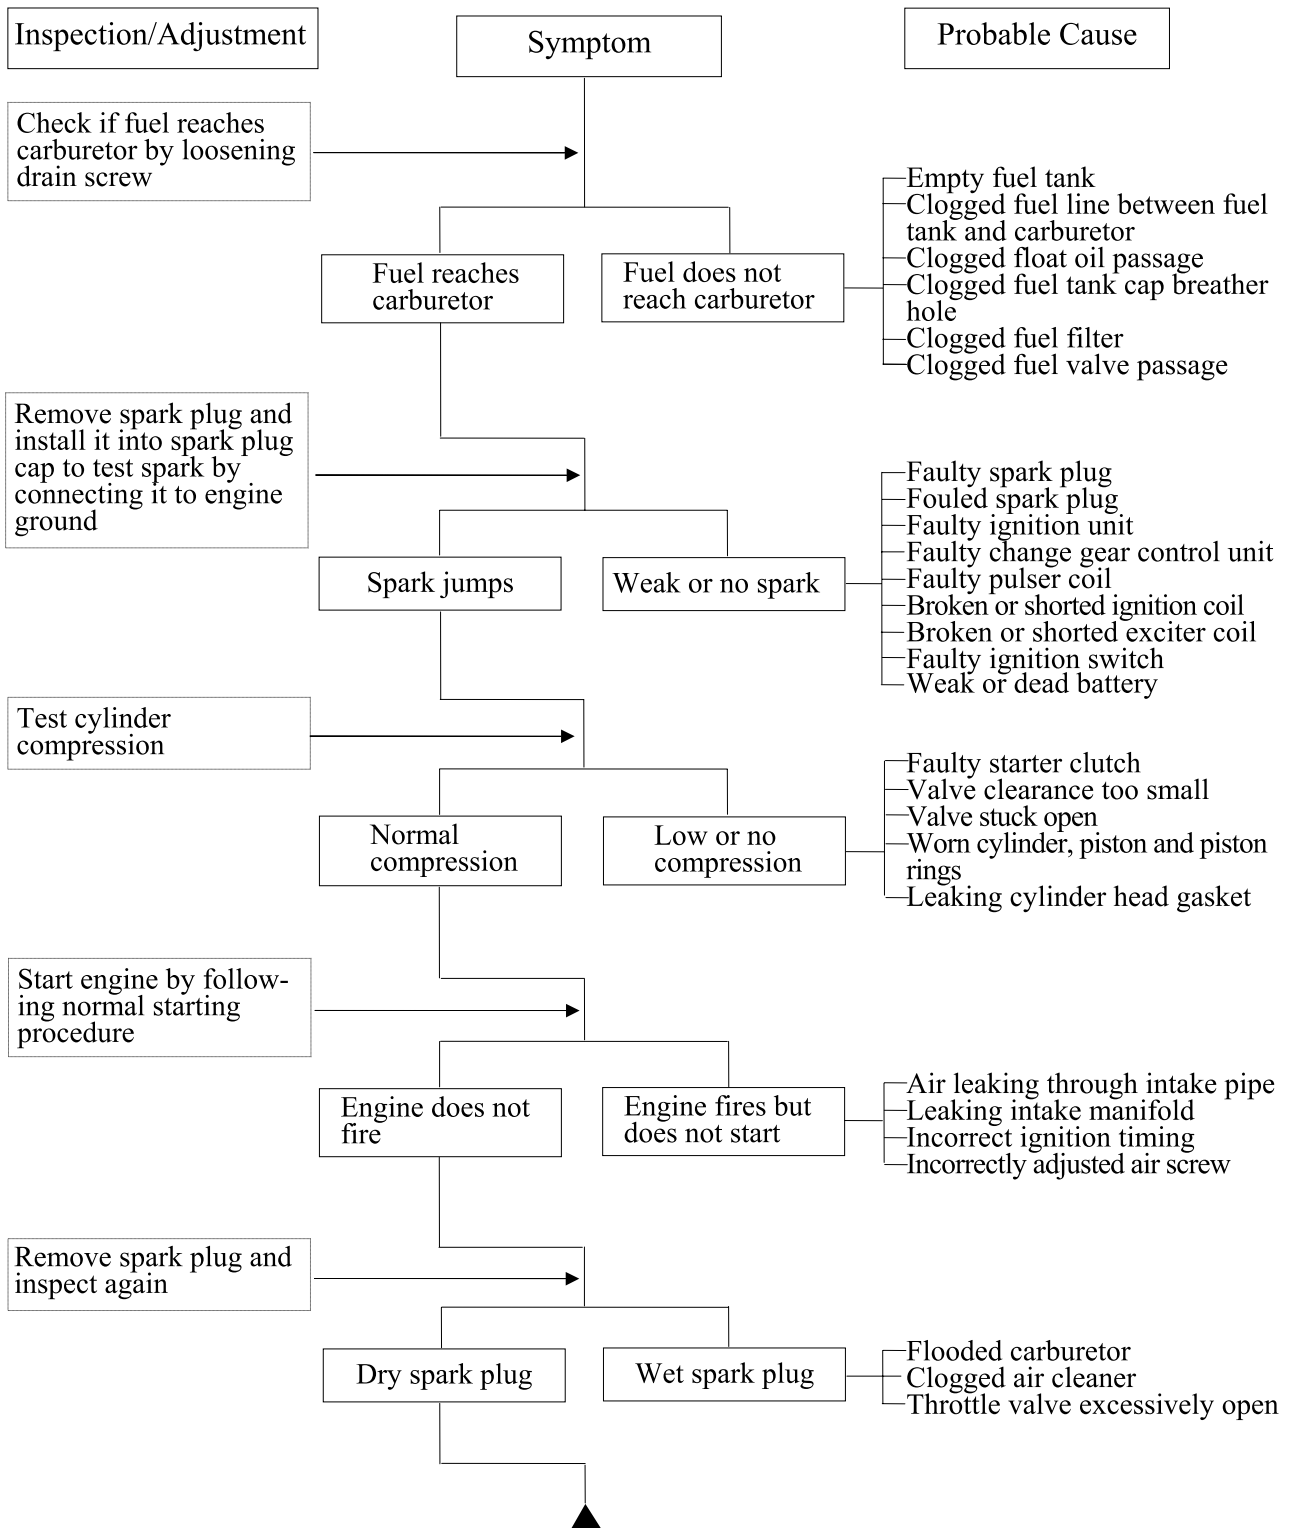 Inspection/Adjustment
Symptom
Probable Cause
Check if fuel reaches
carburetor by loosening
drain screw
Fuel reaches
carburetor
Fuel does not
reach carburetor
Empty fuel tank
Clogged fuel line between fuel
tank and carburetor
Clogged float oil passage
Clogged fuel tank cap breather
hole
Clogged fuel filter
Clogged fuel valve passage
Remove spark plug and
install it into spark plug
cap to test spark by
connecting it to engine
ground
Spark jumps
Weak or no spark
Faulty spark plug
Fouled spark plug
Faulty ignition unit
Faulty change gear control unit
Faulty pulser coil
Broken or shorted ignition coil
Broken or shorted exciter coil
Faulty ignition switch
Weak or dead battery
Test cylinder
compression
Normal
compression
Low or no
compression
Faulty starter clutch
Valve clearance too small
Valve stuck open
Worn cylinder, piston and piston
rings
Leaking cylinder head gasket
Start engine by follow-
ing normal starting
procedure
Engine does not
fire
Engine fires but
does not start
Air leaking through intake pipe
Leaking intake manifold
Incorrect ignition timing
Incorrectly adjusted air screw
Remove spark plug and
inspect again
Dry spark plug
Wet spark plug
Flooded carburetor
Clogged air cleaner
Throttle valve excessively open